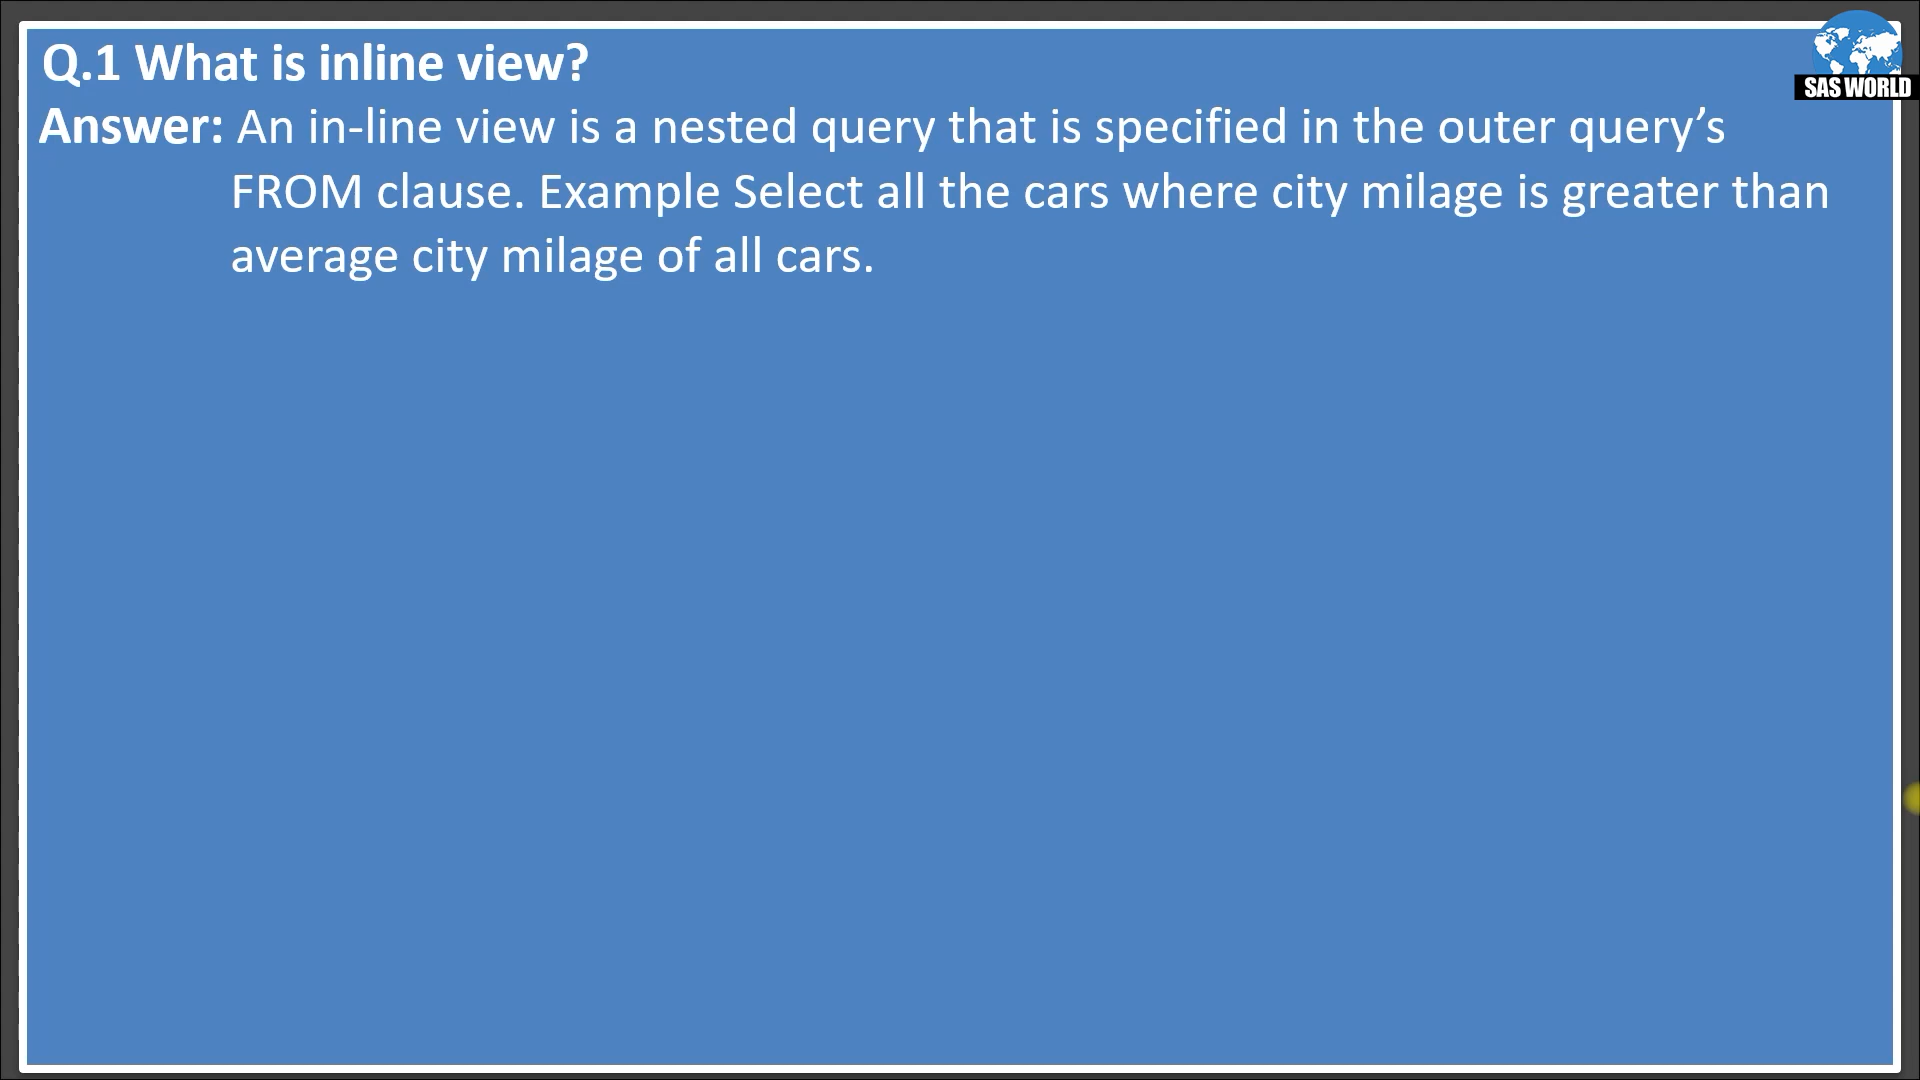 Q.1 What is inline view?
SAS WORLD
Answer: An in-line view is a nested query that is specified in the outer query’s
FROM clause. Example Select all the cars where city milage is greater than
average city milage of all cars.